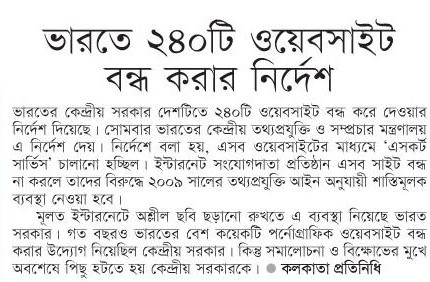 ভারতে ২৪০টি ওয়েবসাইট
বন্ধ করার নির্দেশ
ভারতের কেন্দ্রীয় সরকার দেশটিতে ২৪০টি ওয়েবসাইট বন্ধ করে দেওয়ার
নির্দেশ দিয়েছে। সোমবার ভারতের কেন্দ্রীয় তথ্যপ্রযুক্তি ও সম্প্রচার মন্ত্রণালয়
এ নির্দেশ দেয়। নির্দেশে বলা হয়, এসব ওয়েবসাইটের মাধ্যমে ‘এসকর্ট
সার্ভিস’ চালানো হচ্ছিল। ইন্টারনেট সংযোগদাতা প্রতিষ্ঠান এসব সাইট বন্ধ
না করলে তাদের বিরুদ্ধে ২০০৯ সালের তথ্যপ্রযুক্তি আইন অনুযায়ী শাস্তিমূলক
ব্যবস্থা নেওয়া হবে।
মূলত ইন্টারনেটে অশ্লীল ছবি ছড়ানো রুখতে এ ব্যবস্থা নিয়েছে ভারত
সরকার। গত বছরও ভারতের বেশ কয়েকটি পর্নোগ্রাফিক ওয়েবসাইট বন্ধ
করার উদ্যোগ নিয়েছিল কেন্দ্রীয় সরকার। কিন্তু সমালোচনা ও বিক্ষোভের মুখে
অবশেষে পিছু হটতে হয় কেন্দ্রীয় সরকারকে। ● কলকাতা প্রতিনিধি